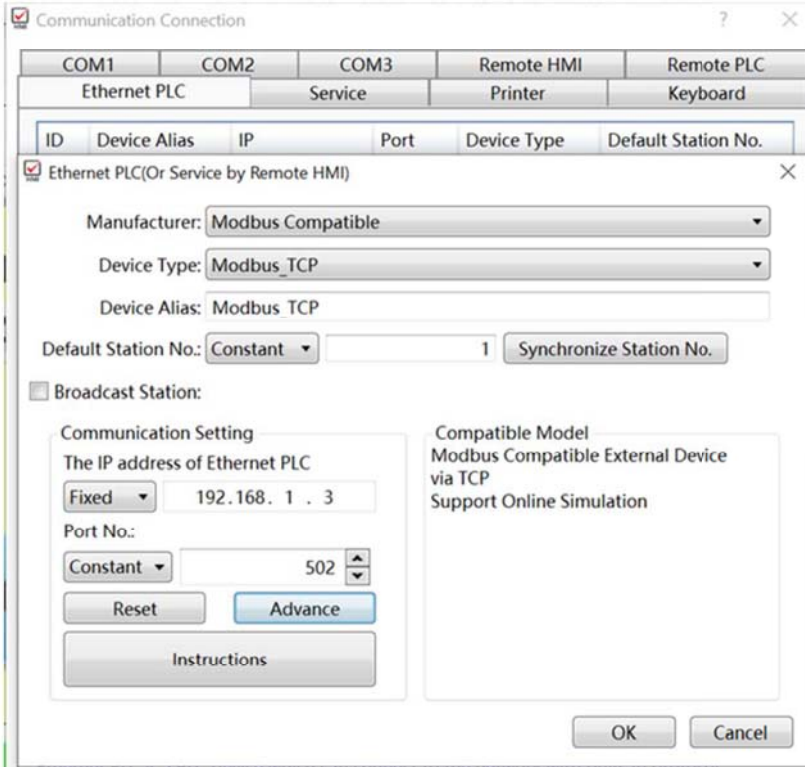 Communication Connection
?
COM1 COM2 COM3 Remote HMI Remote PLC
Ethernet PLC Service Printer Keyboard
ID Device Alias IP Port Device Type Default Station No.
Ethernet PLC(Or Service by Remote HMI)
Manufacturer: Modbus Compatible
Device Type: Modbus_TCP
Device Alias: Modbus_TCP
Default Station No.: Constant 1 Synchronize Station No.
Broadcast Station:
Communication Setting
The IP address of Ethernet PLC
Fixed 192.168. 1 . 3
Port No.:
Constant 502
Reset Advance
Instructions
Compatible Model
Modbus Compatible External Device
via TCP
Support Online Simulation
OK Cancel